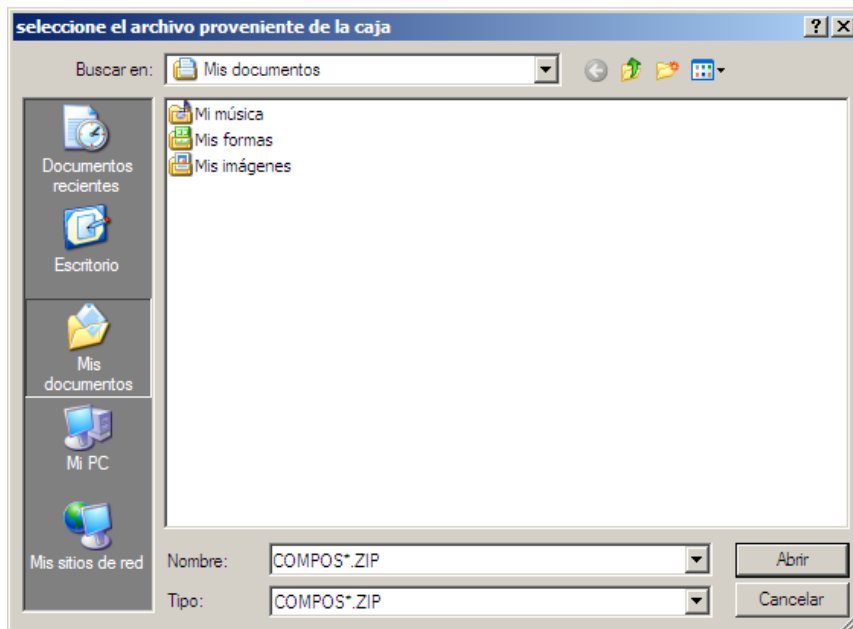 seleccione el archivo proveniente de la caja
Buscar en: Mis documentos
Mi música
Mis formas
Mis imágenes
Documentos
recientes
Escritorio
Mis
documentos
Mi PC
Mis sitios de red
Nombre: COMPOS*.ZIP Abrir
Tipo: COMPOS*.ZIP Cancelar